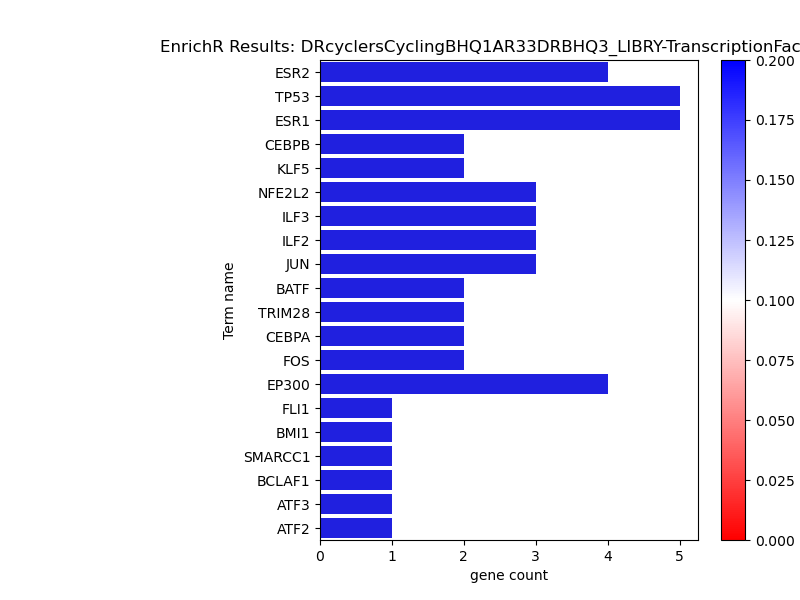 EnrichR Results: DRcyclersCyclingBHQ1AR33DRBHQ3_LIBRY-TranscriptionFac
ESR2
TP53
ESR1
CEBPB
KLF5
NFE2L2
ILF3
ILF2
JUN
BATF
TRIM28
CEBPA
FOS
EP300
FLI1
BMI1
SMARCC1
BCLAF1
ATF3
ATF2
Term name
0 1 2 3 4 5
gene count
0.200
0.175
0.150
0.125
0.100
0.075
0.050
0.025
0.000